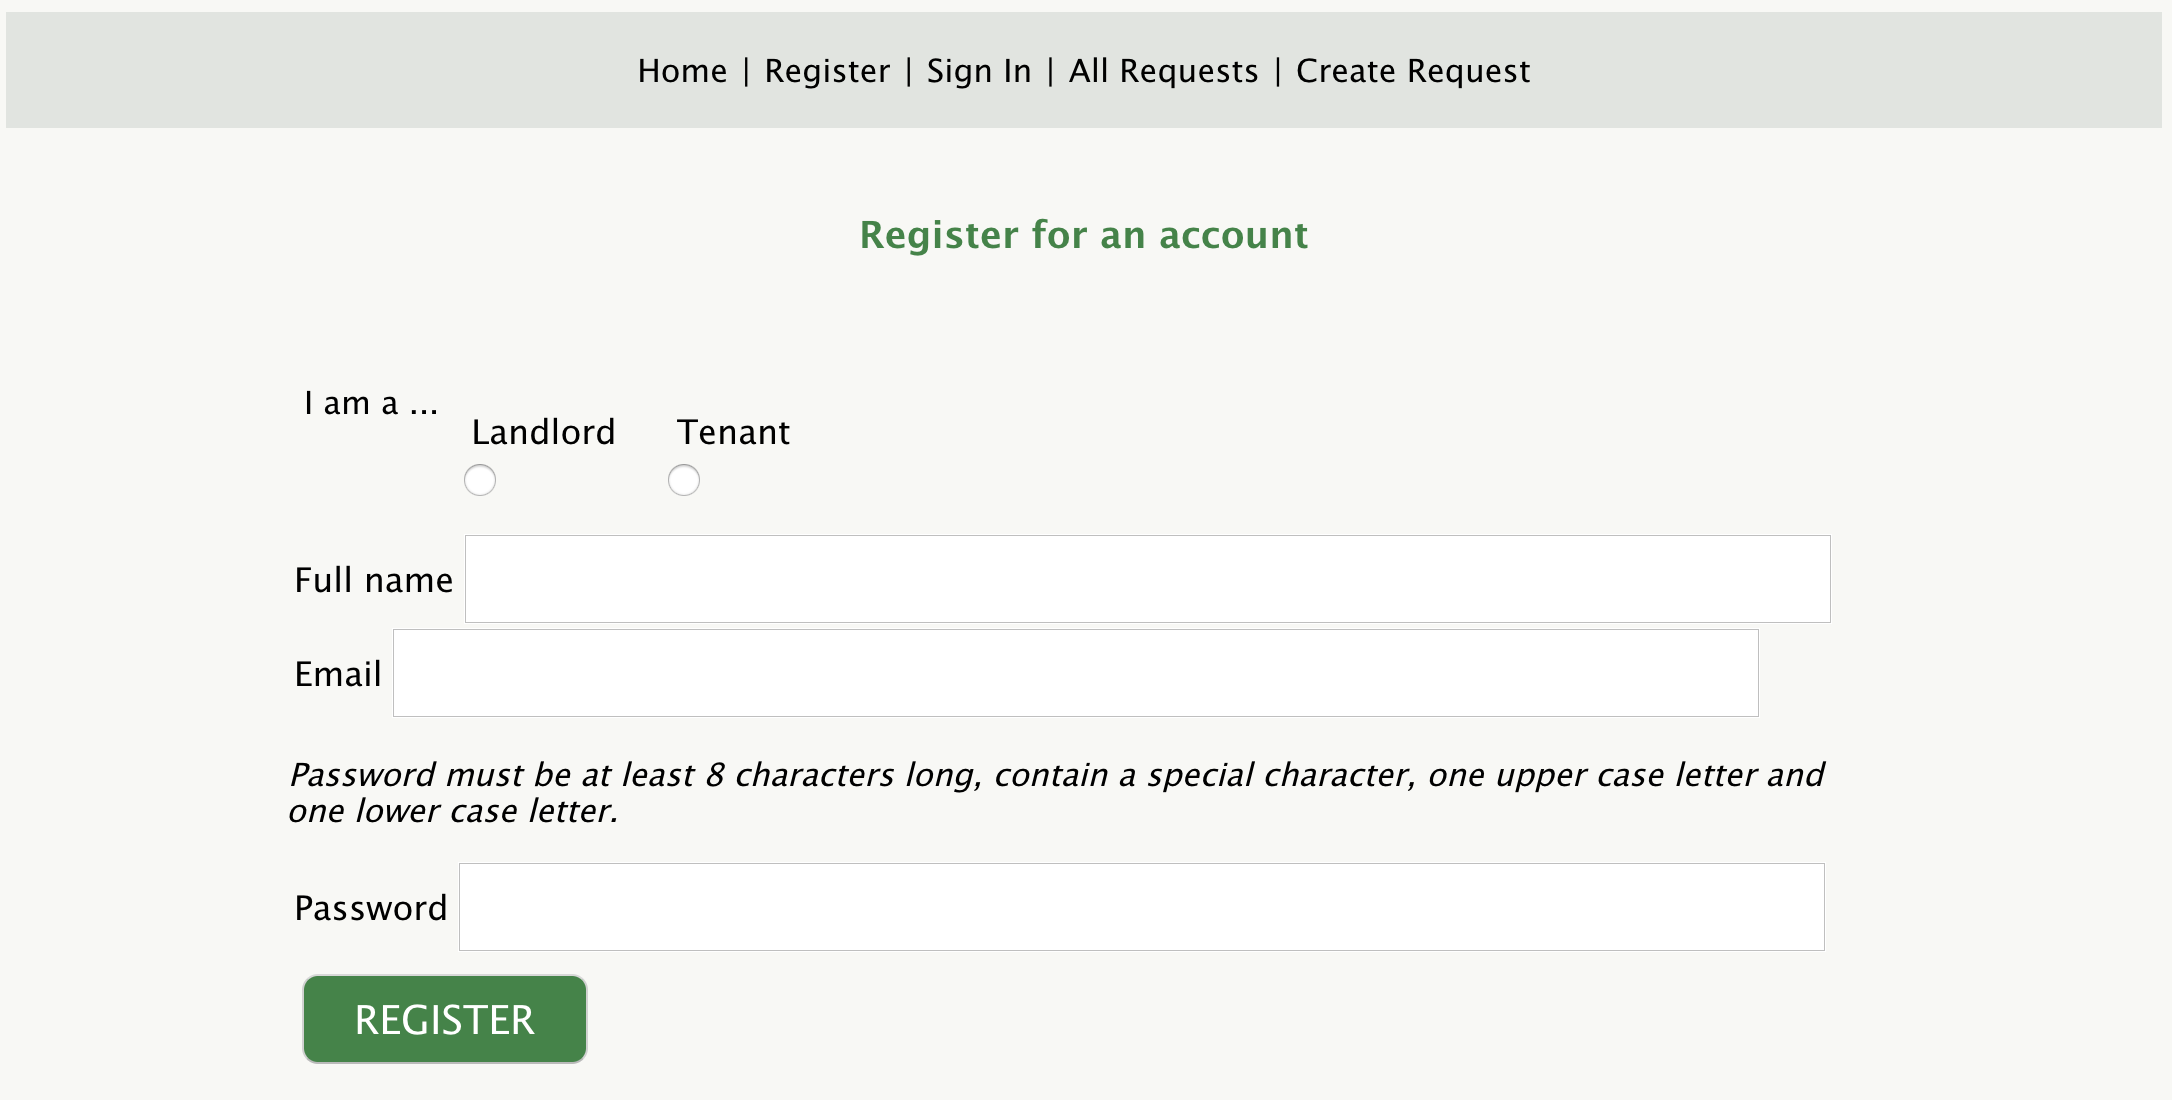 Home | Register | Sign In | All Requests | Create Request
Register for an account
I am a ...
Landlord Tenant
Full name
Email
Password must be at least 8 characters long, contain a special character, one upper case letter and
one lower case letter.
Password
REGISTER